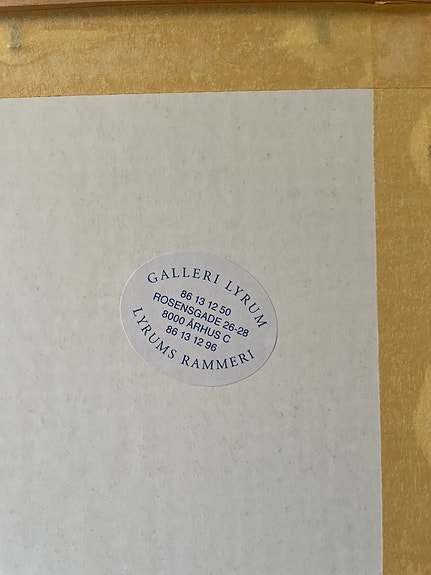 GALLERI LYRUM
86 13 12 50
ROSENSGADE 26-28
8000 ÅRHUS C
86 13 12 96
LYRUMS RAMMERI